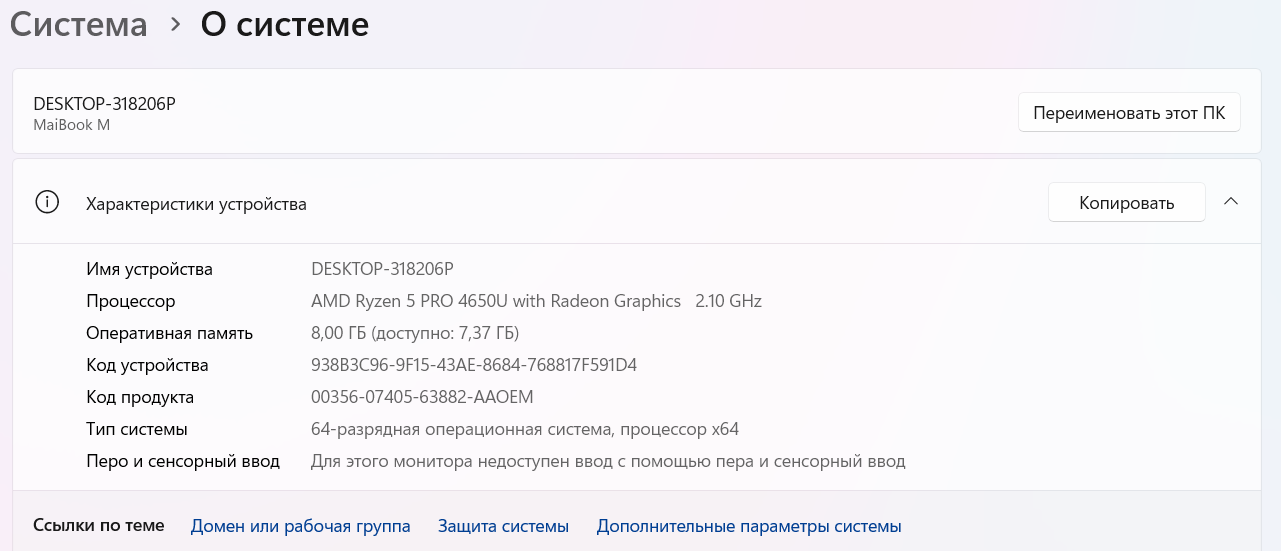 Система > О системе
DESKTOP-318206P
MaiBook M
Переименовать этот ПК
Характеристики устройства
Копировать
Имя устройства DESKTOP-318206P
Процессор AMD Ryzen 5 PRO 4650U with Radeon Graphics 2.10 GHz
Оперативная память 8,00 ГБ (доступно: 7,37 ГБ)
Код устройства 938B3C96-9F15-43AE-8684-768817F591D4
Код продукта 00356-07405-63882-AAOEM
Тип системы 64-разрядная операционная система, процессор x64
Перо и сенсорный ввод Для этого монитора недоступен ввод с помощью пера и сенсорный ввод
Ссылки по теме Домен или рабочая группа Защита системы Дополнительные параметры системы